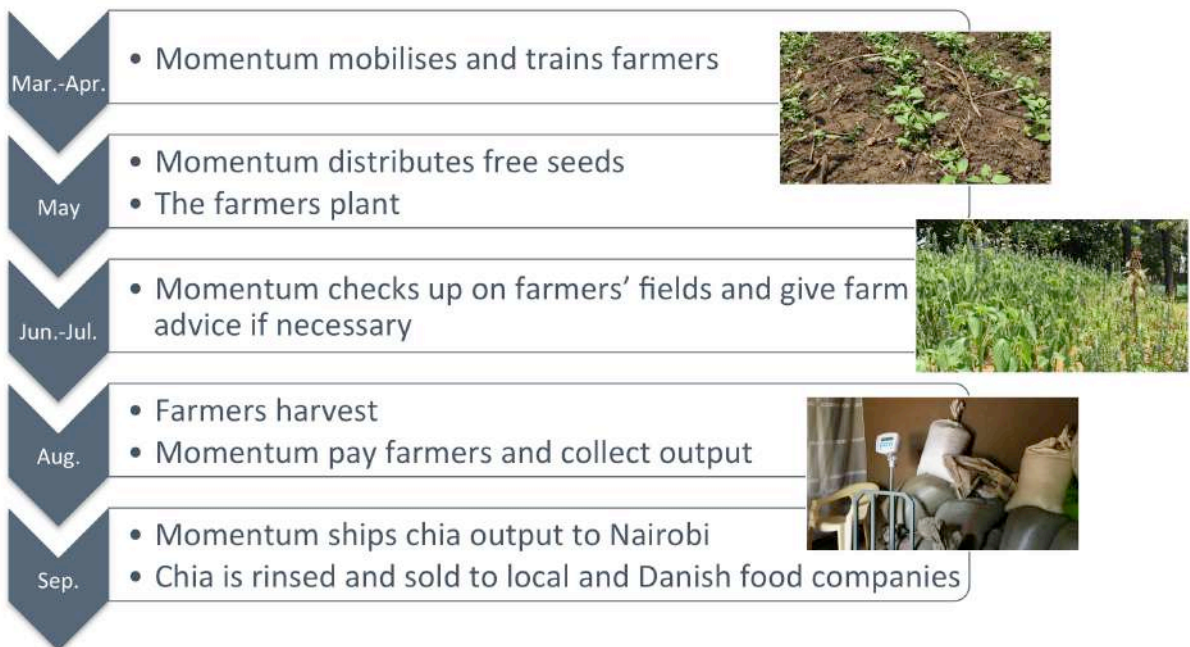 Mar.-Apr.
• Momentum mobilises and trains farmers
May
• Momentum distributes free seeds
• The farmers plant
Jun.-Jul.
• Momentum checks up on farmers’ fields and give farm
advice if necessary
Aug.
• Farmers harvest
• Momentum pay farmers and collect output
Sep.
• Momentum ships chia output to Nairobi
• Chia is rinsed and sold to local and Danish food companies